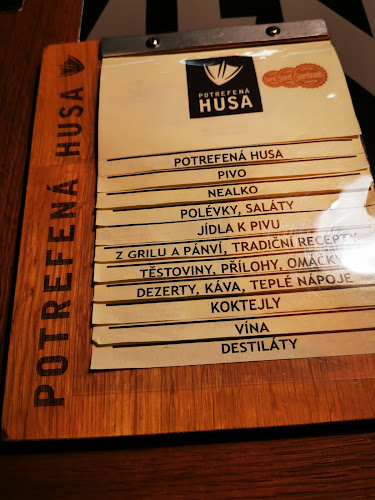 POTREFENÁ HUSA
POTREFENÁ
HUSA
POTREFENÁ HUSA
PIVO
NEALKO
POLÉVKY, SALÁTY
JÍDLA K PIVU
Z GRILU A PÁNVÍ, TRADIČNÍ RECEPTY
TĚSTOVINY, PŘÍLOHY, OMÁČKY
DEZERTY, KÁVA, TEPLÉ NÁPOJE
KOKTEJLY
VÍNA
DESTILÁTY